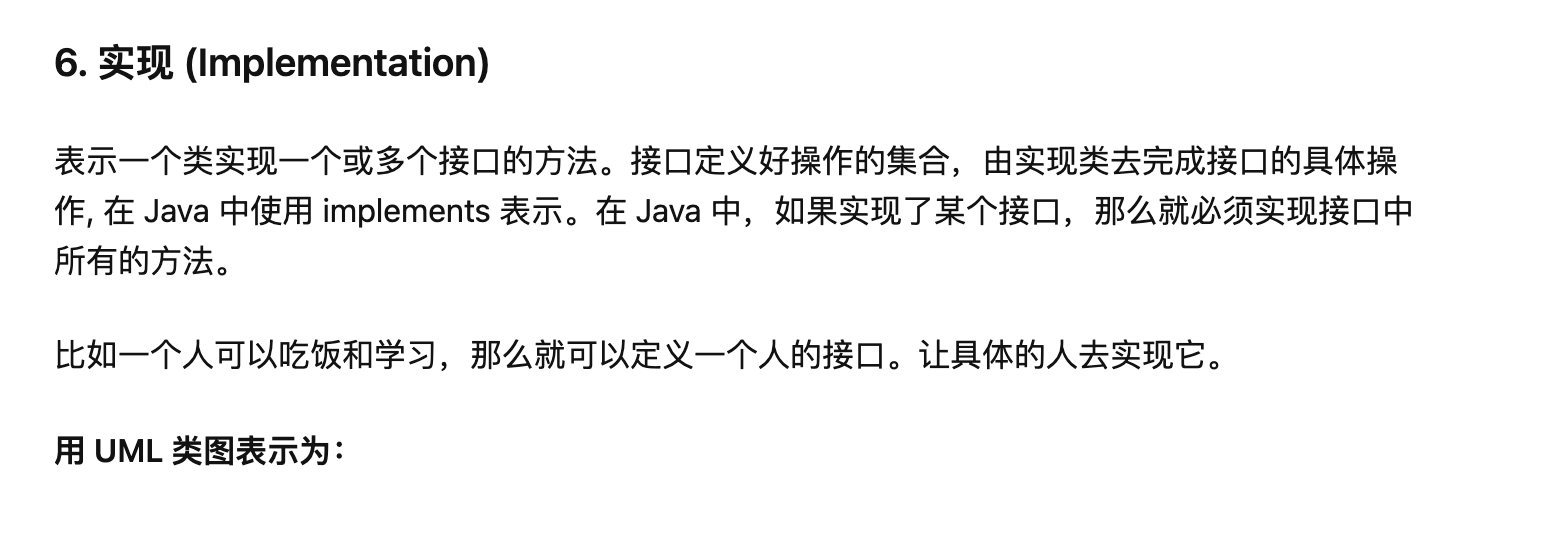 6. 实现 (Implementation)
表示一个类实现一个或多个接口的方法。接口定义好操作的集合，由实现类去完成接口的具体操
作, 在 Java 中使用 implements 表示。在 Java 中，如果实现了某个接口，那么就必须实现接口中
所有的方法。
比如一个人可以吃饭和学习，那么就可以定义一个人的接口。让具体的人去实现它。
用 UML 类图表示为：